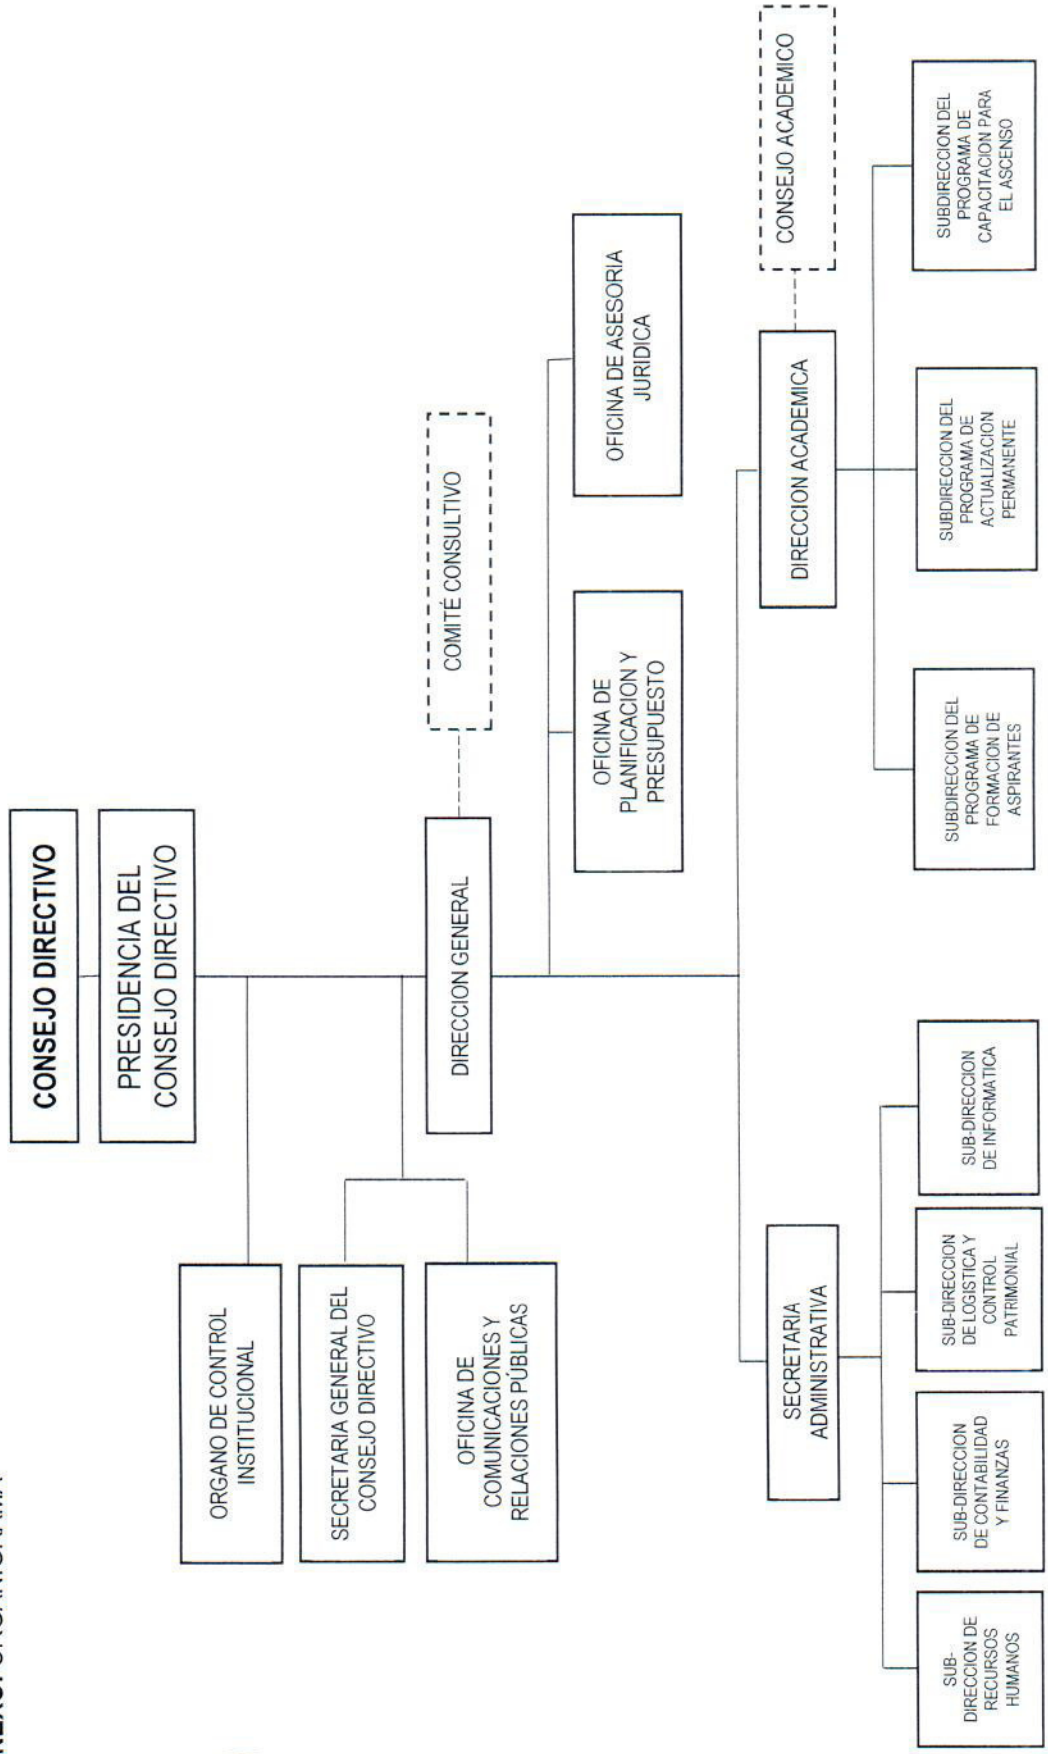 ORGANIGRAMA
CONSEJO DIRECTIVO
PRESIDENCIA DEL
CONSEJO DIRECTIVO
ORGANO DE CONTROL
INSTITUCIONAL
SECRETARIA GENERAL DEL
CONSEJO DIRECTIVO
OFICINA DE
COMUNICACIONES Y
RELACIONES PÚBLICAS
DIRECCION GENERAL
COMITÉ CONSULTIVO
OFICINA DE
PLANIFICACION Y
PRESUPUESTO
OFICINA DE ASESORIA
JURIDICA
SECRETARIA
ADMINISTRATIVA
DIRECCION ACADEMICA
CONSEJO ACADEMICO
SUB-
DIRECCION DE
RECURSOS
HUMANOS
SUB-DIRECCION
DE CONTABILIDAD
Y FINANZAS
SUB-DIRECCION
DE LOGISTICA Y
CONTROL
PATRIMONIAL
SUB-DIRECCION
DE INFORMATICA
SUBDIRECCION DEL
PROGRAMA DE
FORMACION DE
ASPIRANTES
SUBDIRECCION DEL
PROGRAMA DE
ACTUALIZACION
PERMANENTE
SUBDIRECCION DEL
PROGRAMA DE
CAPACITACION PARA
EL ASCENSO